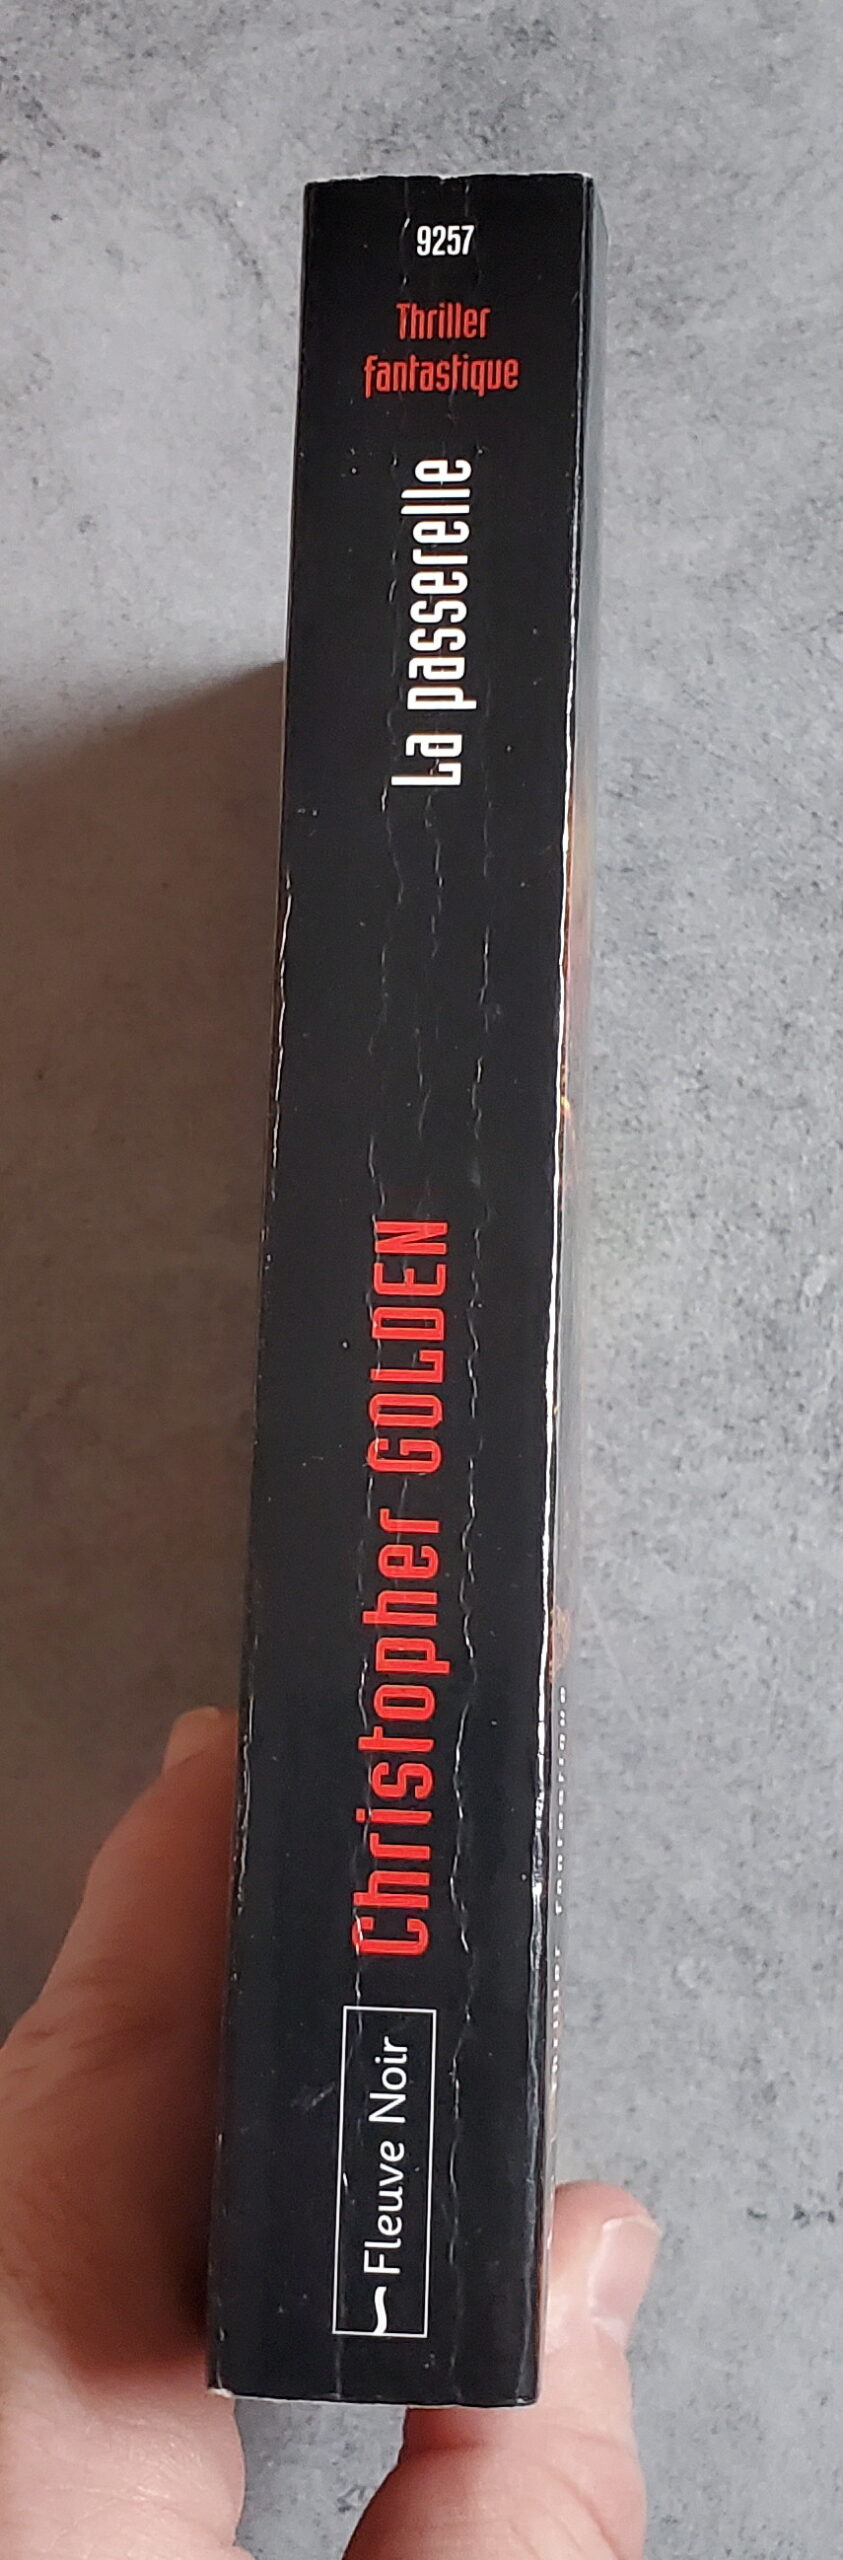 9257
Thriller
fantastique
La passerelle
Christopher GOLDEN
Fleuve Noir